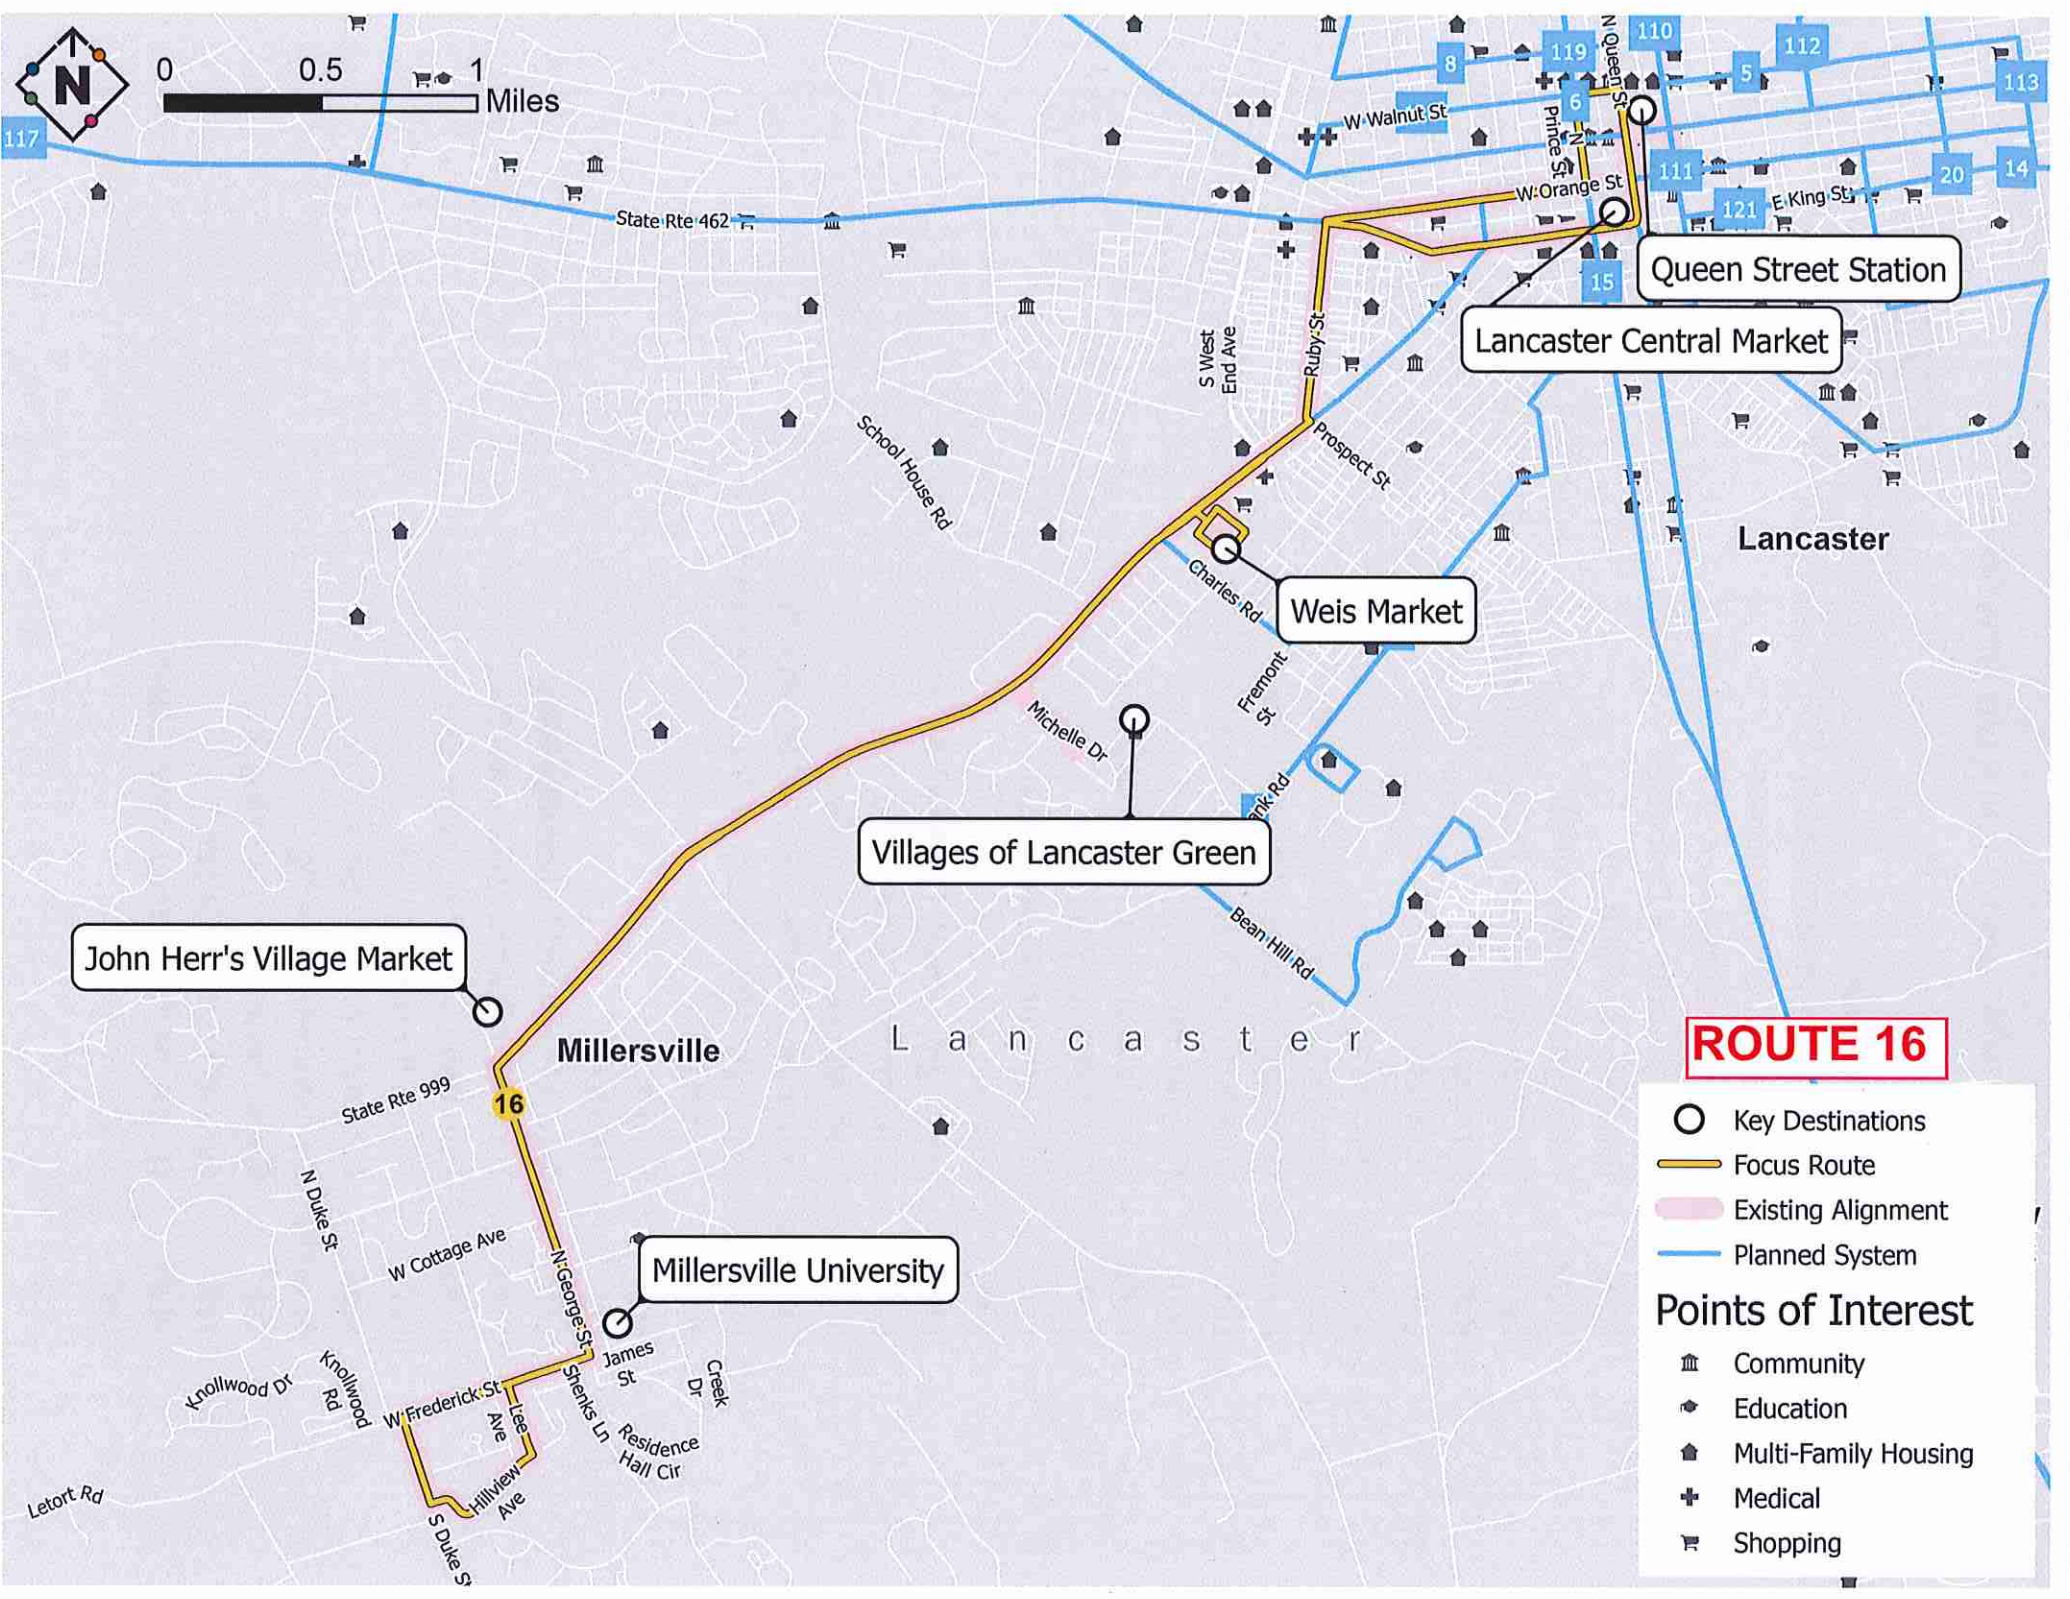 N
0 0.5 1
Miles
117
8
119
N Queen St
110
112
5
113
6
W Walnut St
N
Prince St
111
20
14
W Orange St
121
E King St
State Rte 462
15
Queen Street Station
Lancaster Central Market
Ruby St
S West
End Ave
School House Rd
Prospect St
Lancaster
Charles Rd
Weis Market
Fremont
St
Michelle Dr
ank Rd
Villages of Lancaster Green
Bean Hill Rd
John Herr's Village Market
Millersville
Lancaster
State Rte 999
16
N Duke St
W Cottage Ave
N George St
Millersville University
James
St
Creek
Dr
Knollwood Dr
Knollwood
Rd
W Frederick St
Lee
Ave
Shenks Ln
Residence
Hall Cir
Hillview
Ave
Letort Rd
S Duke St
ROUTE 16
Key Destinations
Focus Route
Existing Alignment
Planned System
Points of Interest
Community
Education
Multi-Family Housing
Medical
Shopping